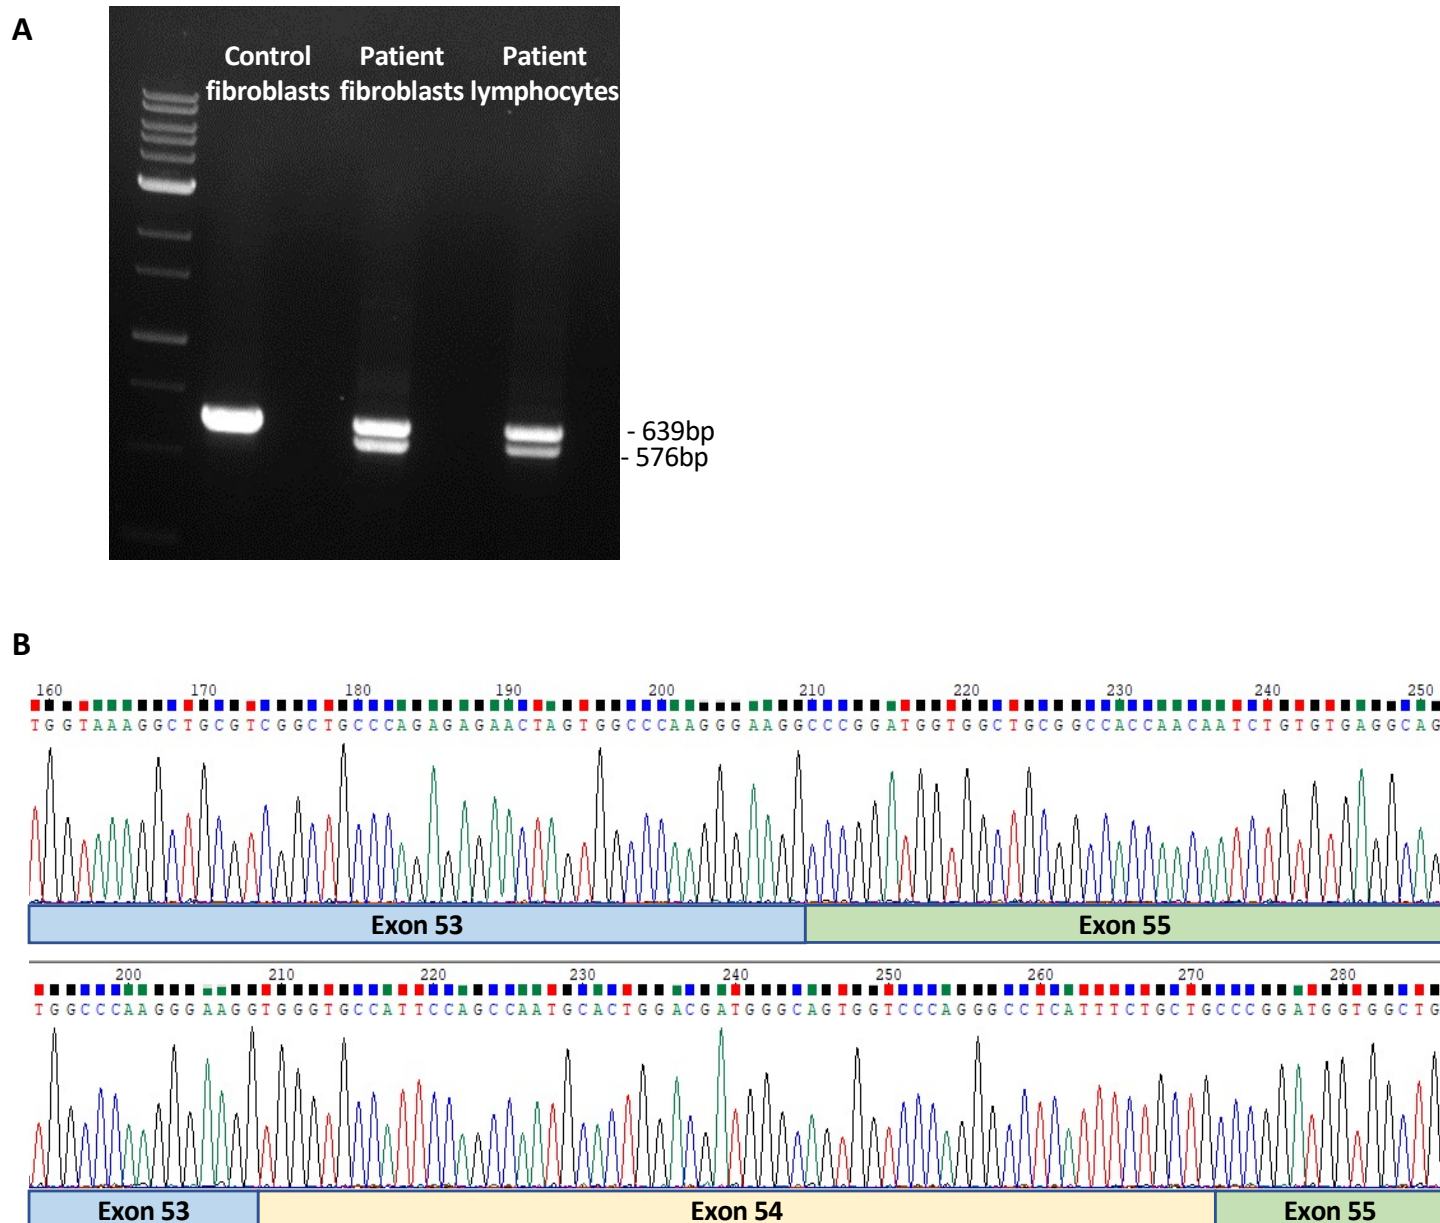 A
Control fibroblasts
Patient fibroblasts
Patient lymphocytes
- 639bp
- 576bp
B
160 170 180 190 200 210 220 230 240 250
TGGTAAAGGCTGCGTCGGCTGCCCAGAGAGAACTAGTGGCCCAAGGGAAGGCCCGGATGGTGGCTGCGGCCACCAACAATCTGTGTGAGGCAG
Exon 53 Exon 55
200 210 220 230 240 250 260 270 280
TGGCCCAAGGGAAGGTGGGTGCCATTCCAGCCAATGCACTGGACGATGGGCAGTGGTCCCAGGGCCTCATTTCTGCTGCCCGGATGGTGGCTG
Exon 53 Exon 54 Exon 55